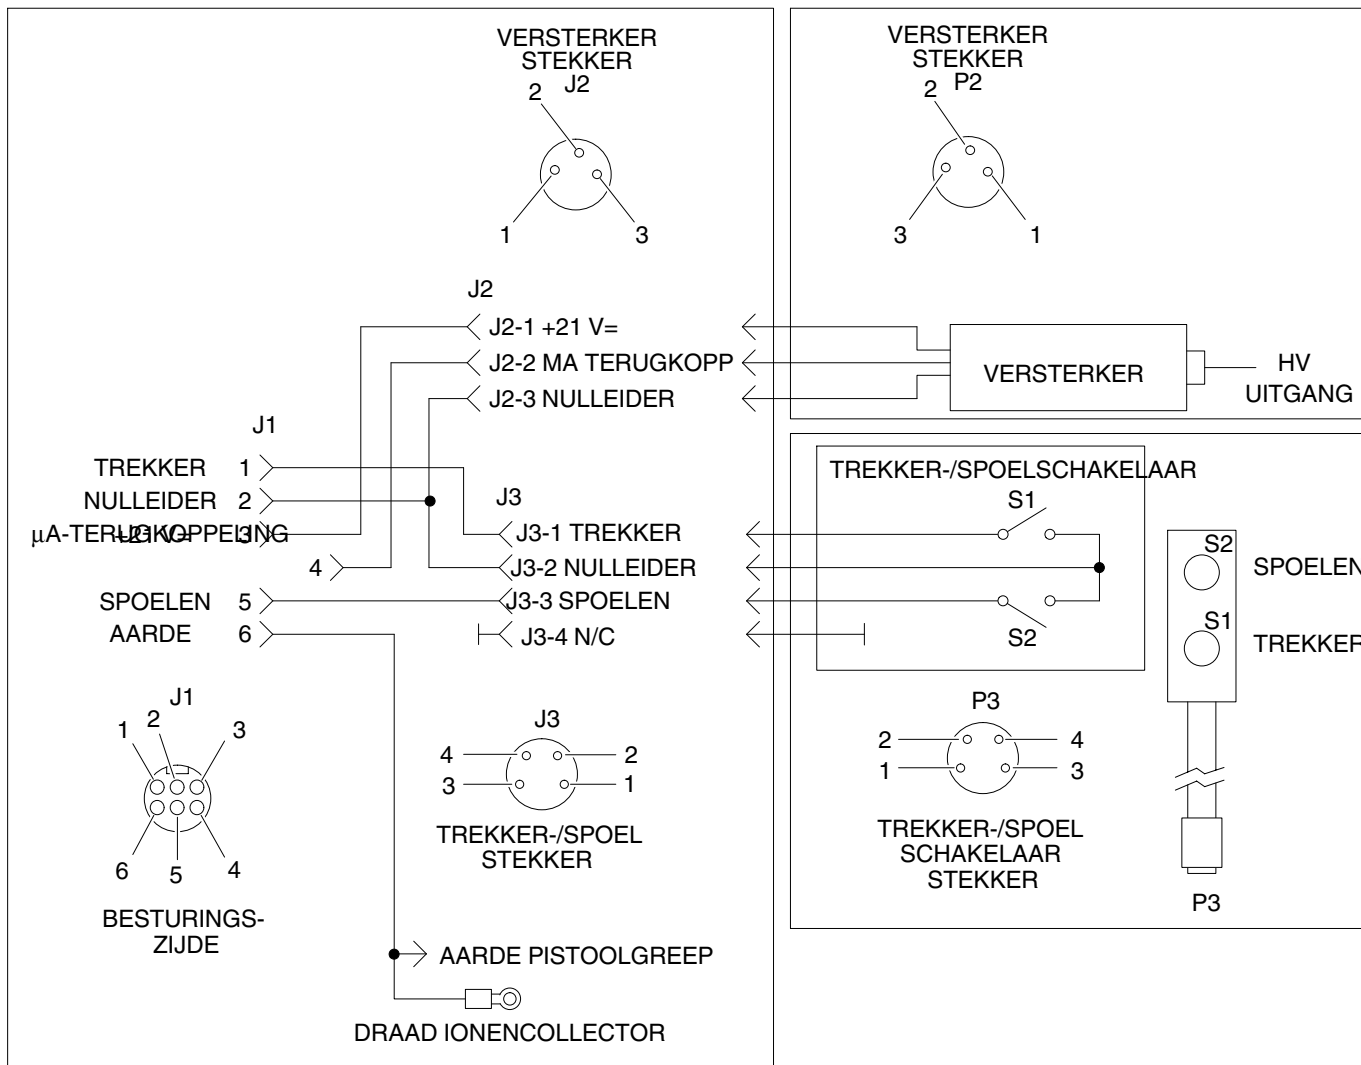 VERSTERKER
STEKKER
J2
2
1
3
VERSTERKER
STEKKER
P2
2
3
1
J2
J2-1 +21 V=
J2-2 MA TERUGKOPP
J2-3 NULLEIDER
VERSTERKER
HV
UITGANG
J1
TREKKER 1
NULLEIDER 2
µA-TERUGKOPPELING
+21 V= 3
4
SPOELEN 5
AARDE 6
J3
J3-1 TREKKER
J3-2 NULLEIDER
J3-3 SPOELEN
J3-4 N/C
TREKKER-/SPOELSCHAKELAAR
S1
S2
S2
SPOELEN
S1
TREKKER
P3
J1
1
2
3
6
5
4
BESTURINGS-
ZIJDE
J3
4
2
3
1
TREKKER-/SPOEL
STEKKER
P3
2
4
1
3
TREKKER-/SPOEL
SCHAKELAAR
STEKKER
AARDE PISTOOLGREEP
DRAAD IONENCOLLECTOR